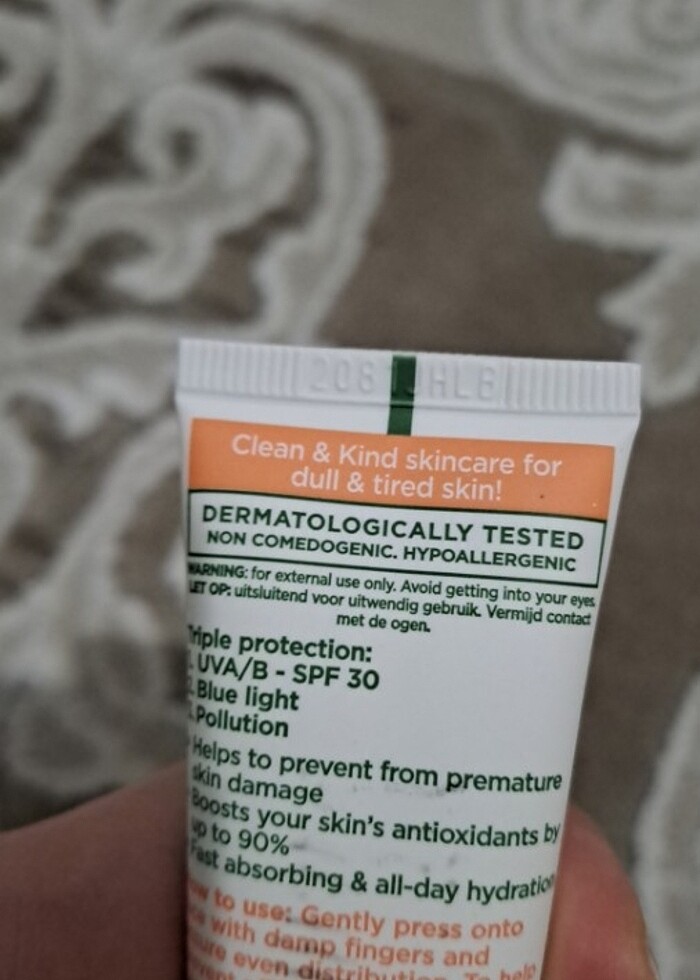 Clean & Kind skincare for
dull & tired skin!
DERMATOLOGICALLY TESTED
NON COMEDOGENIC. HYPOALLERGENIC
WARNING: for external use only. Avoid getting into your eyes.
LET OP: uitsluitend voor uitwendig gebruik. Vermijd contact
met de ogen.
Triple protection:
UVA/B - SPF 30
Blue light
Pollution
Helps to prevent from premature
skin damage
Boosts your skin's antioxidants by
up to 90%
Fast absorbing & all-day hydration
to use: Gently press onto
with damp fingers and
even distribution. To help